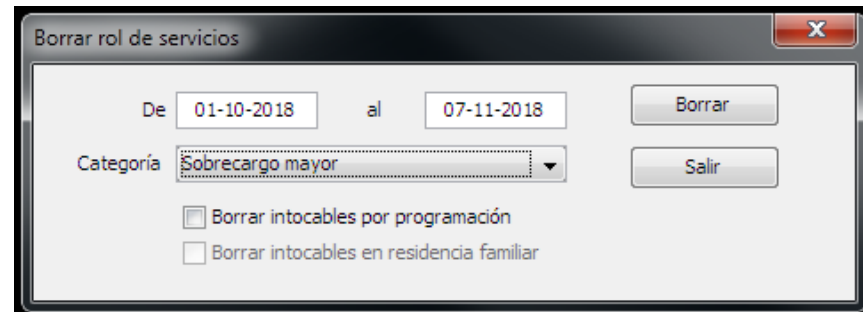 Borrar rol de servicios
De 01-10-2018 al 07-11-2018 Borrar
Categoría Sobrecargo mayor Salir
Borrar intocables por programación
Borrar intocables en residencia familiar